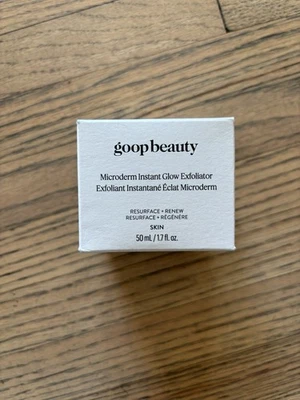 goop beauty
Microderm Instant Glow Exfoliator
Exfoliant Instantané Éclat Microderm
RESURFACE + RENEW
RESURFACE + RÉGÉNÈRE
SKIN
50 mL / 1.7 fl. oz.